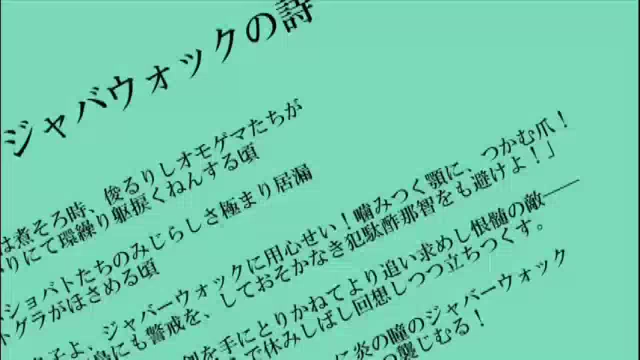 ジャバウォックの詩
は煮そろ時、俊るりしオモゲマたちが
りにて環繰り躯捩くねんする頃
ショバトたちのみじらしさ極まり居漏
トグラがほさめる頃
子よ、ジャバーウォックに用心せい！噛みつく顎に、つかむ爪！
鳥にも警戒を、しておそかなき犯駄酢那智をも避けよ！」
剣を手にとりかねてより追い求めし恨髄の敵――
で休みしばし回想しつつ立ちつくす。
に炎の瞳のジャバーウォック
つ襲じむる！